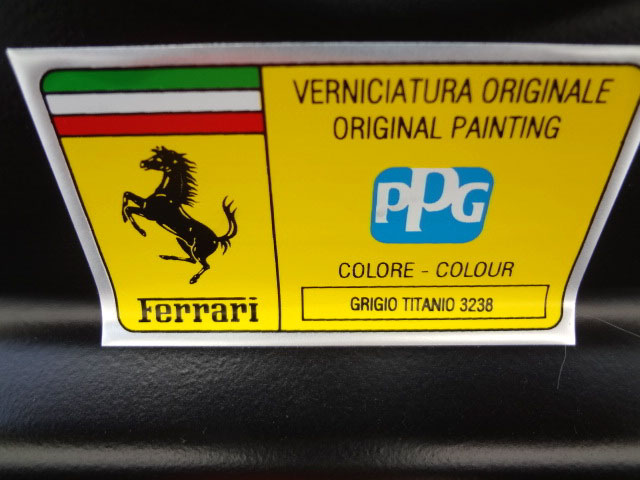 VERNICIATURA ORIGINALE
ORIGINAL PAINTING
PPG
COLORE - COLOUR
GRIGIO TITANIO 3238
Ferrari